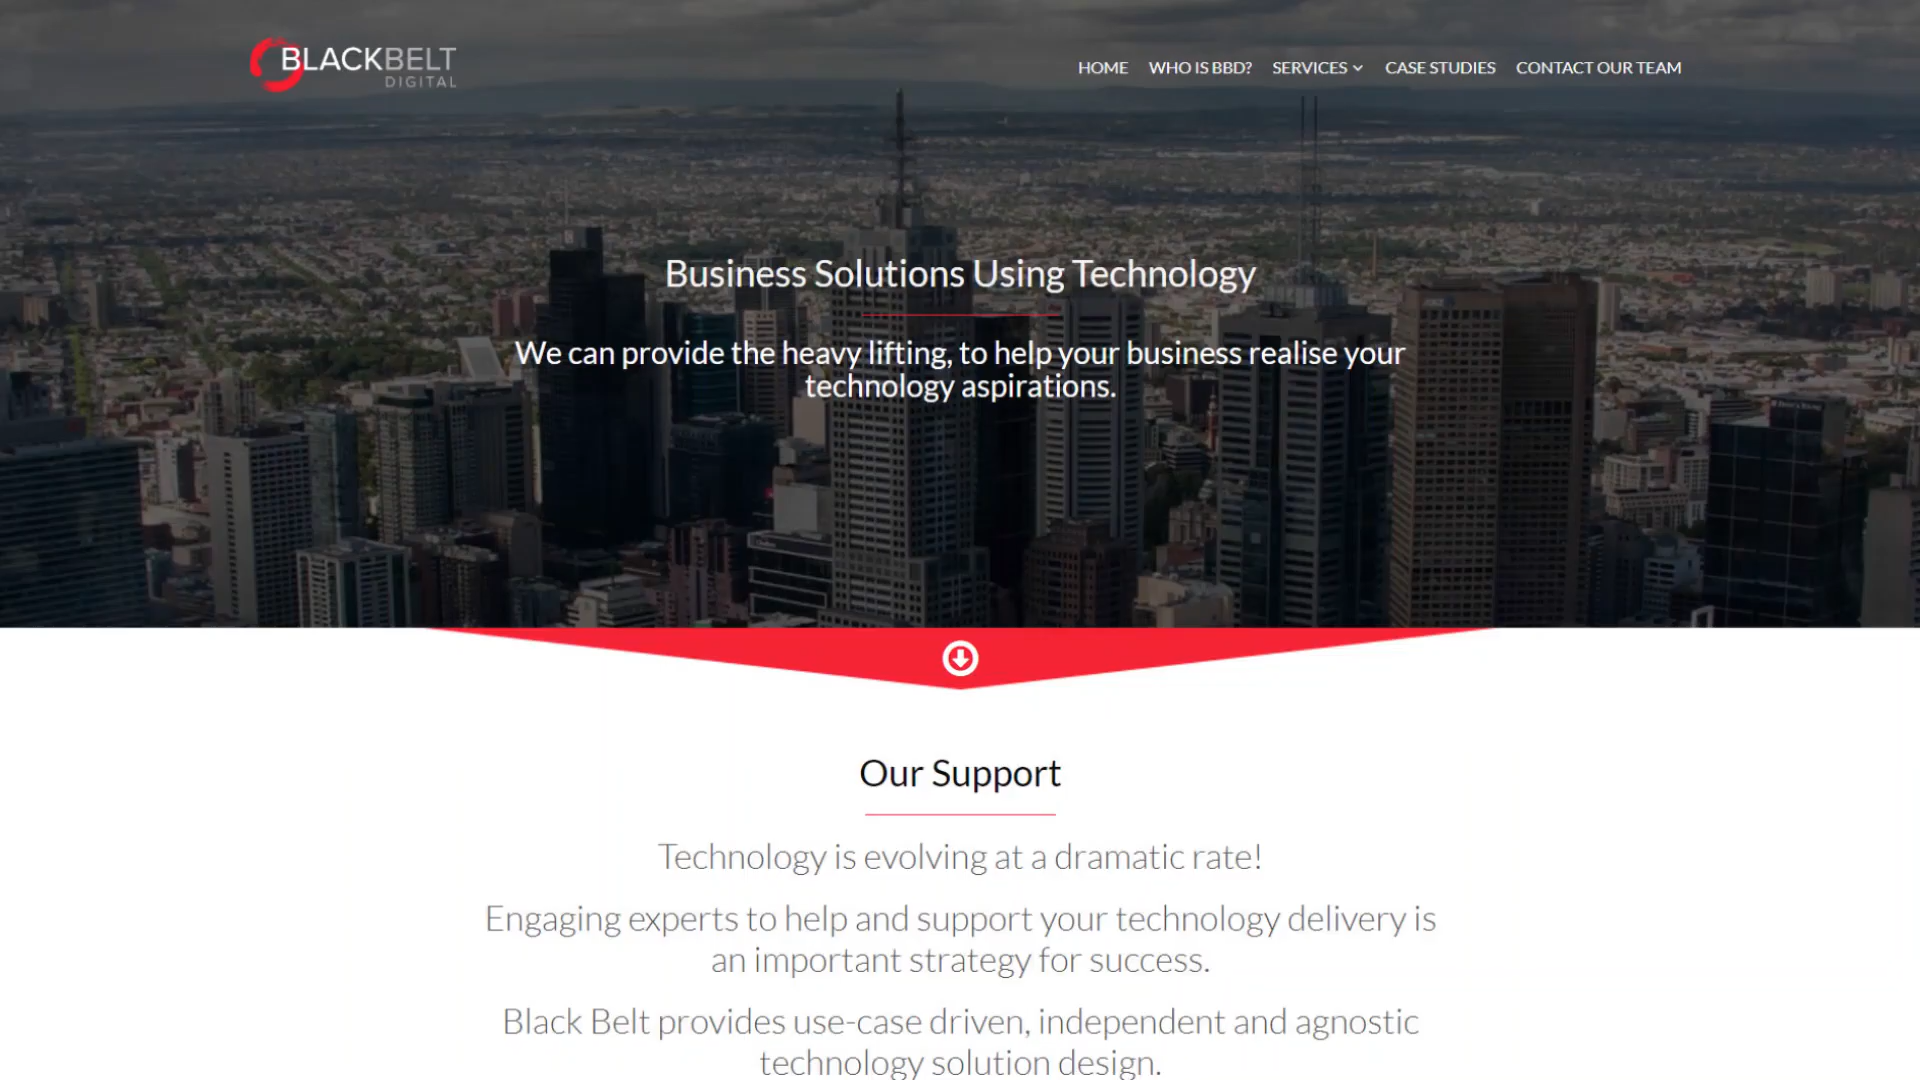 BLACKBELT
DIGITAL
HOME WHO IS BBD? SERVICES CASE STUDIES CONTACT OUR TEAM
Business Solutions Using Technology
We can provide the heavy lifting, to help your business realise your
technology aspirations.
Our Support
Technology is evolving at a dramatic rate!
Engaging experts to help and support your technology delivery is
an important strategy for success.
Black Belt provides use-case driven, independent and agnostic
technology solution design.